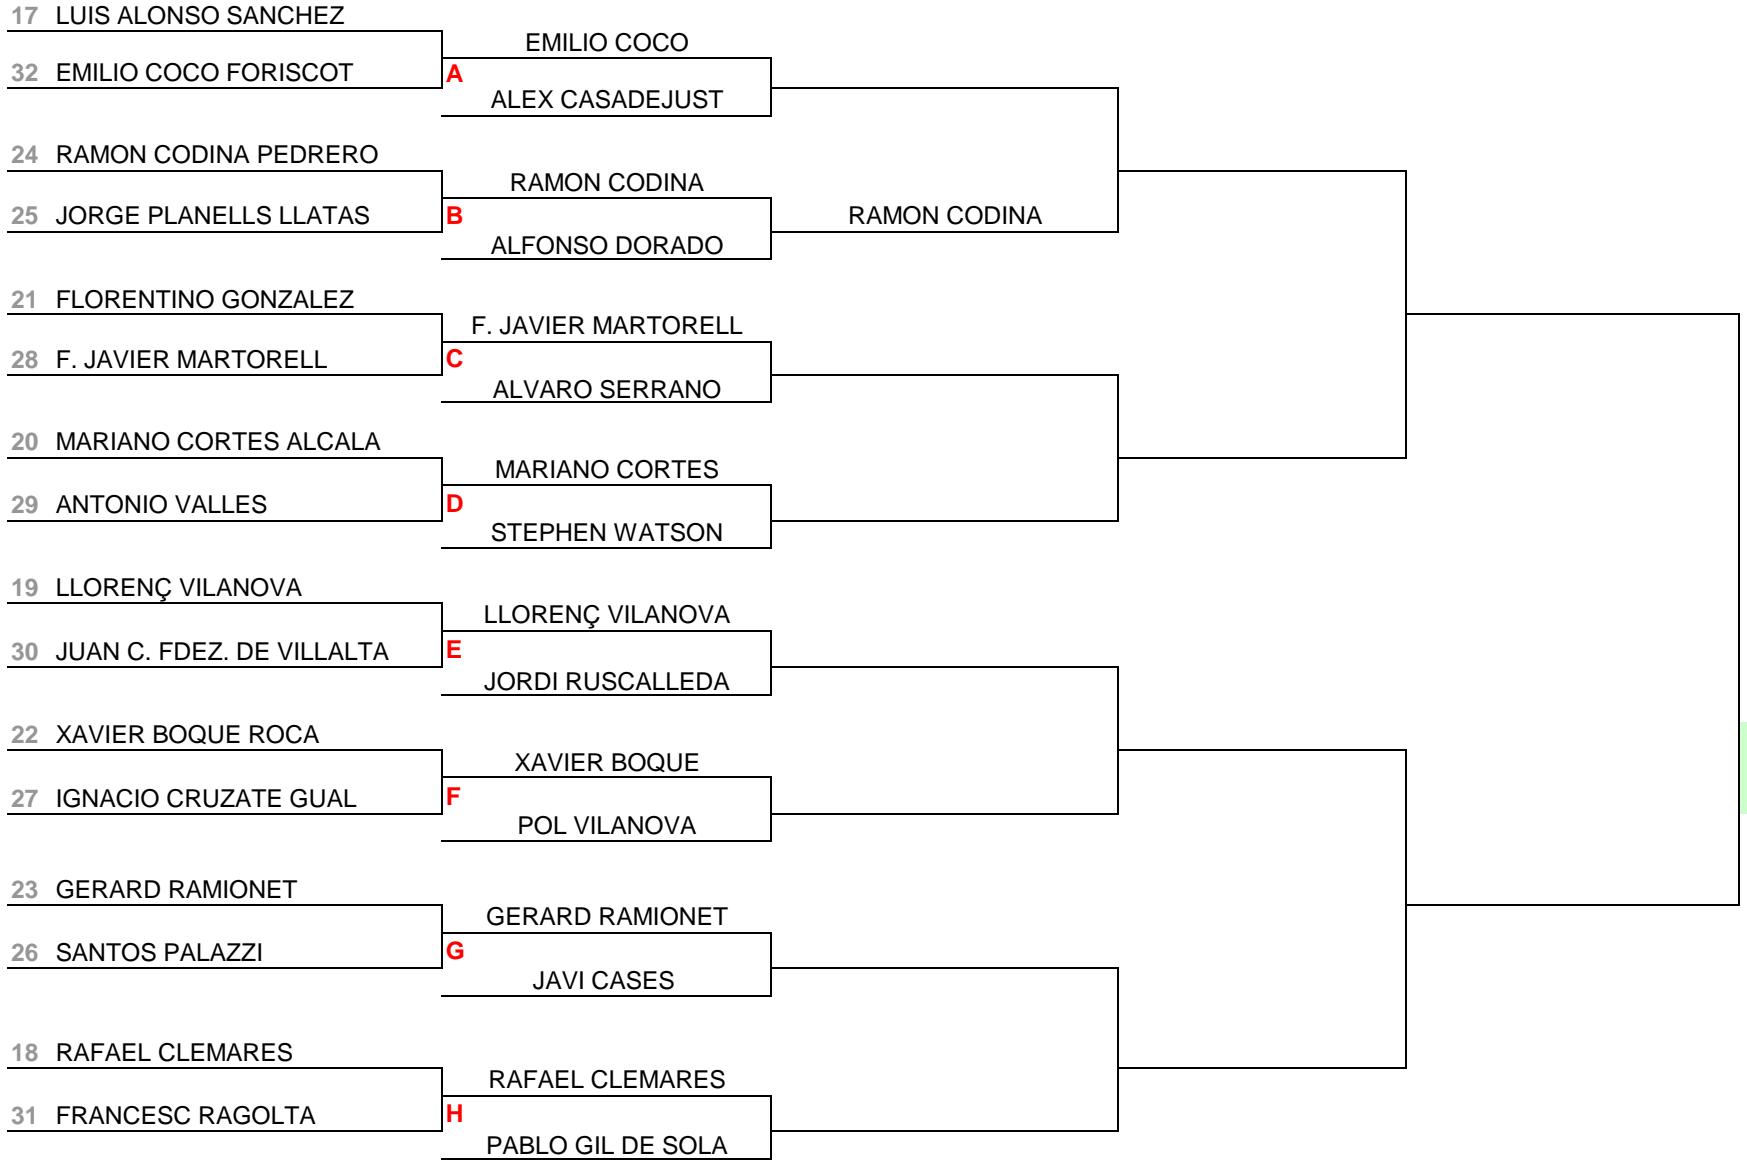 17 LUIS ALONSO SANCHEZ
EMILIO COCO
32 EMILIO COCO FORISCOT
A
ALEX CASADEJUST
24 RAMON CODINA PEDRERO
RAMON CODINA
25 JORGE PLANELLS LLATAS
B
RAMON CODINA
ALFONSO DORADO
21 FLORENTINO GONZALEZ
F. JAVIER MARTORELL
28 F. JAVIER MARTORELL
C
ALVARO SERRANO
20 MARIANO CORTES ALCALA
MARIANO CORTES
29 ANTONIO VALLES
D
STEPHEN WATSON
19 LLORENÇ VILANOVA
LLORENÇ VILANOVA
30 JUAN C. FDEZ. DE VILLALTA
E
JORDI RUSCALLEDA
22 XAVIER BOQUE ROCA
XAVIER BOQUE
27 IGNACIO CRUZATE GUAL
F
POL VILANOVA
23 GERARD RAMIONET
GERARD RAMIONET
26 SANTOS PALAZZI
G
JAVI CASES
18 RAFAEL CLEMARES
RAFAEL CLEMARES
31 FRANCESC RAGOLTA
H
PABLO GIL DE SOLA